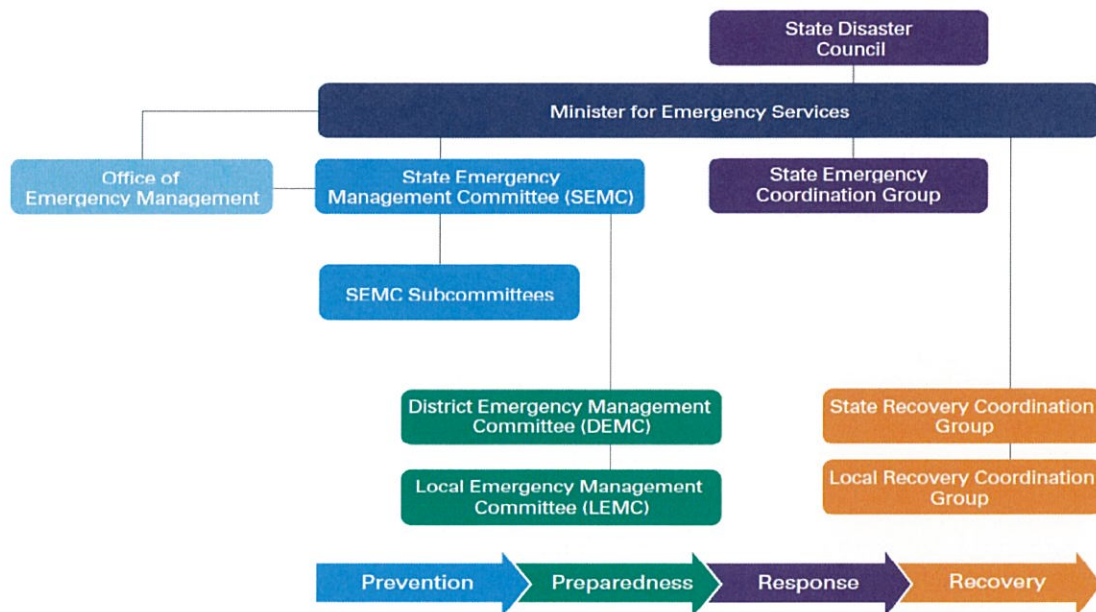 State Disaster
Council
Minister for Emergency Services
Office of
Emergency Management
State Emergency
Management Committee (SEMC)
State Emergency
Coordination Group
SEMC Subcommittees
District Emergency Management
Committee (DEMC)
State Recovery Coordination
Group
Local Emergency Management
Committee (LEMC)
Local Recovery Coordination
Group
Prevention
Preparedness
Response
Recovery